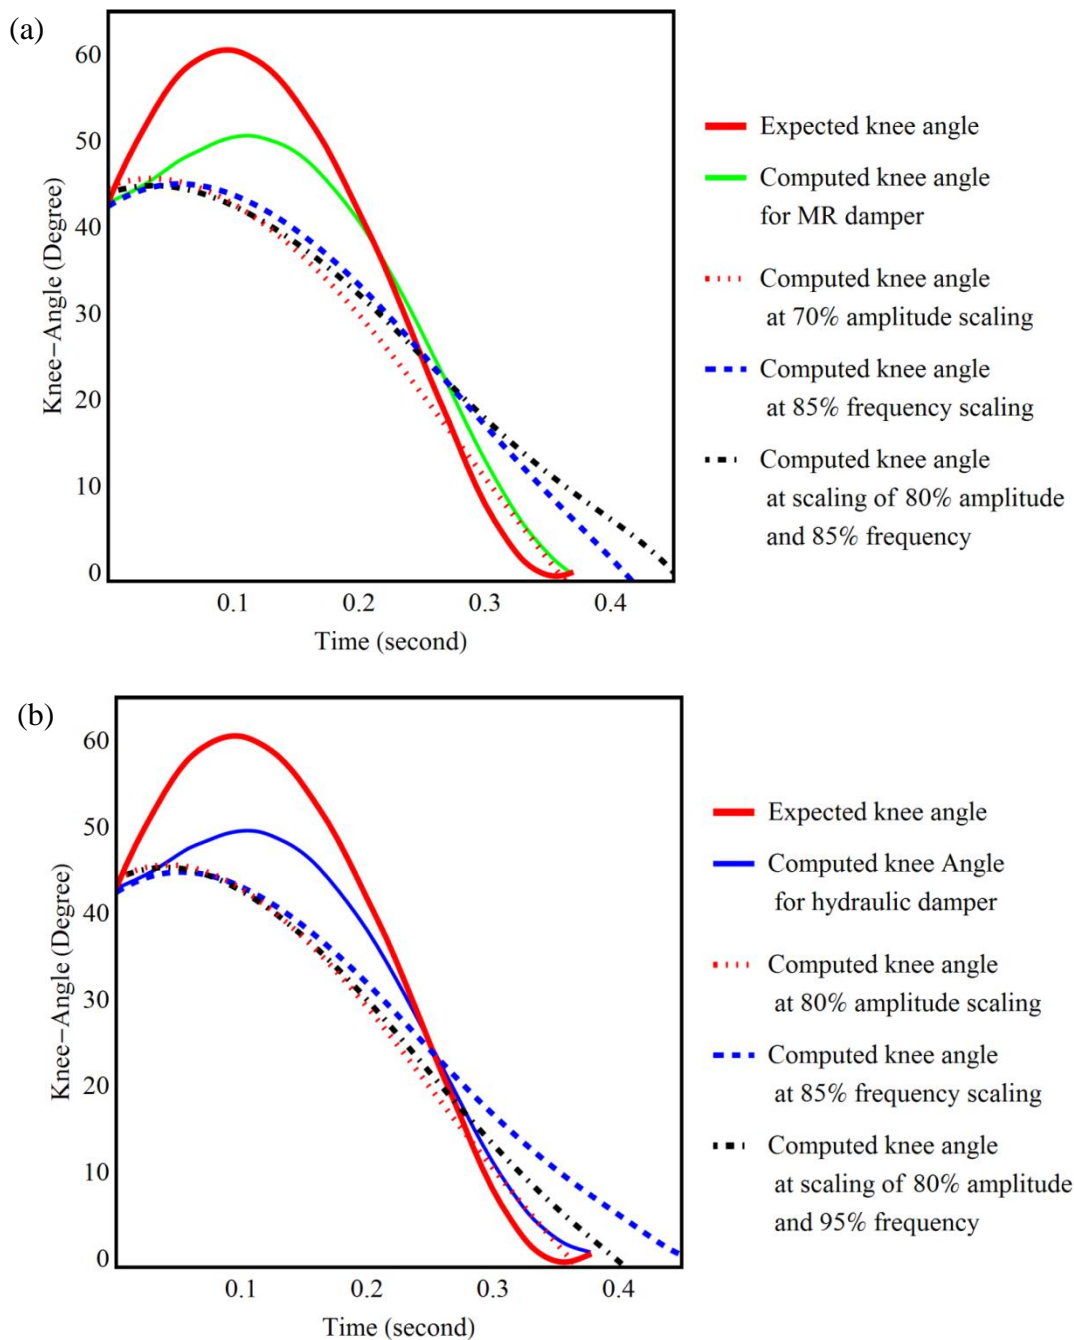 (a)
60
50
40
30
20
10
0
Knee-Angle (Degree)
0.1 0.2 0.3 0.4
Time (second)
Expected knee angle
Computed knee angle
for MR damper
Computed knee angle
at 70% amplitude scaling
Computed knee angle
at 85% frequency scaling
Computed knee angle
at scaling of 80% amplitude
and 85% frequency
(b)
60
50
40
30
20
10
0
Knee-Angle (Degree)
0.1 0.2 0.3 0.4
Time (second)
Expected knee angle
Computed knee Angle
for hydraulic damper
Computed knee angle
at 80% amplitude scaling
Computed knee angle
at 85% frequency scaling
Computed knee angle
at scaling of 80% amplitude
and 95% frequency